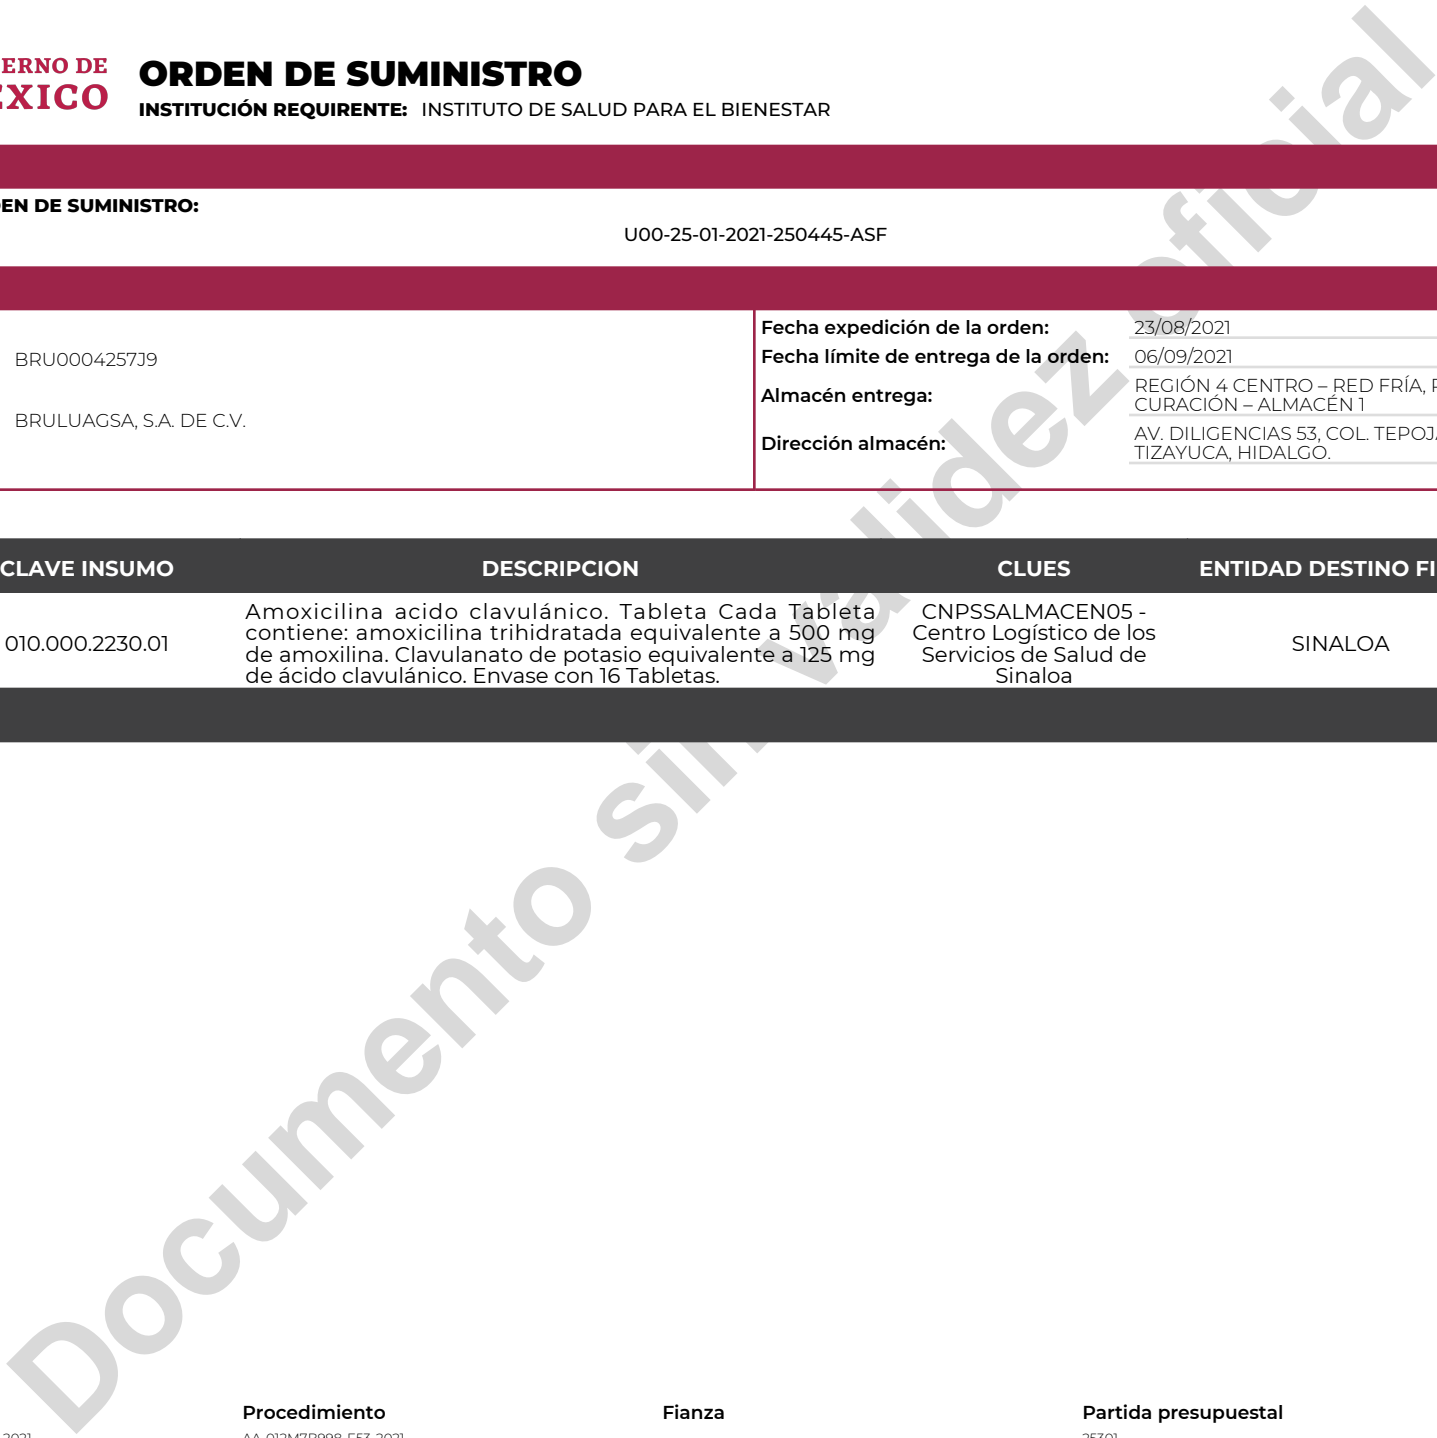 ERNO DE
EXICO
ORDEN DE SUMINISTRO
INSTITUCIÓN REQUIRENTE: INSTITUTO DE SALUD PARA EL BIENESTAR
EN DE SUMINISTRO:
U00-25-01-2021-250445-ASF
BRU0004257J9
BRULUAGSA, S.A. DE C.V.
Fecha expedición de la orden: 23/08/2021
Fecha límite de entrega de la orden: 06/09/2021
Almacén entrega: REGIÓN 4 CENTRO – RED FRÍA,
CURACIÓN – ALMACÉN 1
Dirección almacén: AV. DILIGENCIAS 53, COL. TEPOJ
TIZAYUCA, HIDALGO.
CLAVE INSUMO DESCRIPCION CLUES ENTIDAD DESTINO FI
010.000.2230.01
Amoxicilina acido clavulánico. Tableta Cada Tableta
contiene: amoxicilina trihidratada equivalente a 500 mg
de amoxilina. Clavulanato de potasio equivalente a 125 mg
de ácido clavulánico. Envase con 16 Tabletas.
CNPSSALMACEN05 -
Centro Logístico de los
Servicios de Salud de
Sinaloa
SINALOA
Documento sin validez oficial
Procedimiento Fianza Partida presupuestal